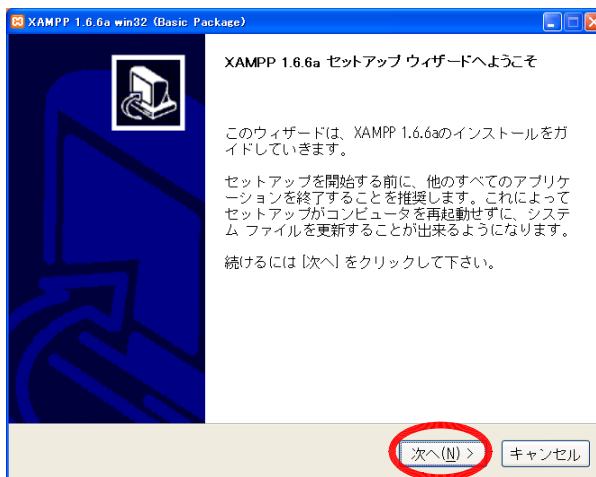 XAMPP 1.6.6a win32 (Basic Package)
XAMPP 1.6.6a セットアップ ウィザードへようこそ
このウィザードは、XAMPP 1.6.6aのインストールをガ
イドしていきます。
セットアップを開始する前に、他のすべてのアプリケ
ーションを終了することを推奨します。これによって
セットアップがコンピュータを再起動せずに、システ
ム ファイルを更新することが出来るようになります。
続けるには [次へ] をクリックして下さい。
次へ(N) > キャンセル